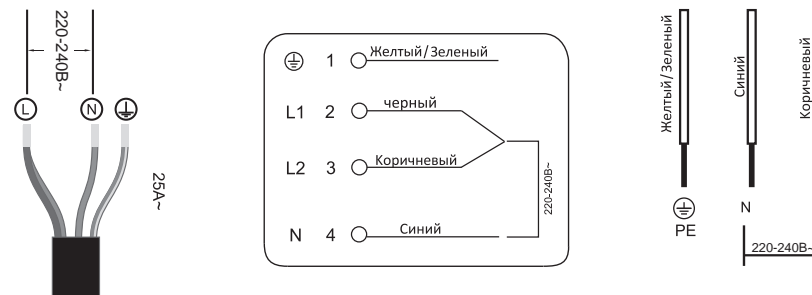 220-240В~
L N
25А~
1 Желтый/Зеленый
L1 2 черный
L2 3 Коричневый
N 4 Синий
220-240В~
Желтый/Зеленый
Синий
Коричневый
PE
N
220-240В~